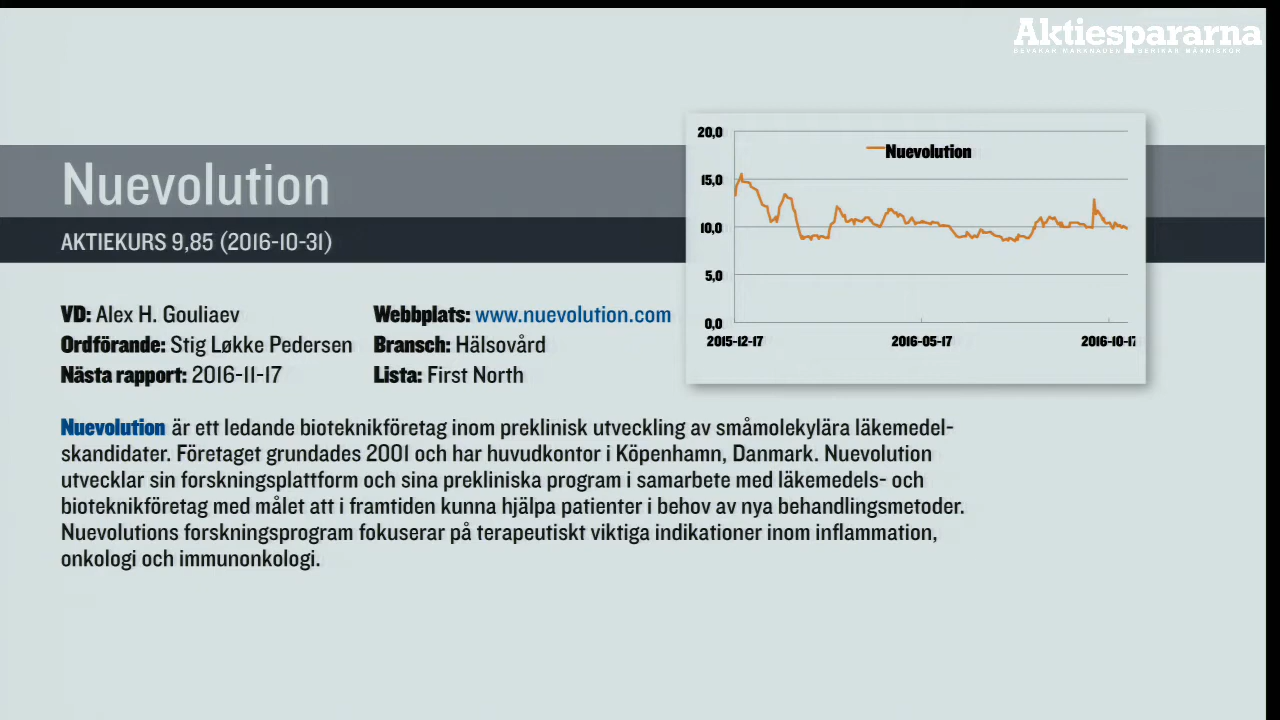 Aktiespararna
BEVAKAR MARKNADEN BERIKAR MÄNNISKOR
Nuevolution
AKTIEKURS 9,85 (2016-10-31)
20,0
15,0
10,0
5,0
0,0
Nuevolution
2015-12-17 2016-05-17 2016-10-17
VD: Alex H. Gouliaev
Ordförande: Stig Løkke Pedersen
Nästa rapport: 2016-11-17
Webbplats: www.nuevolution.com
Bransch: Hälsovård
Lista: First North
Nuevolution är ett ledande bioteknikföretag inom preklinisk utveckling av småmolekylära läkemedel-
skandidater. Företaget grundades 2001 och har huvudkontor i Köpenhamn, Danmark. Nuevolution
utvecklar sin forskningsplattform och sina prekliniska program i samarbete med läkemedels- och
bioteknikföretag med målet att i framtiden kunna hjälpa patienter i behov av nya behandlingsmetoder.
Nuevolutions forskningsprogram fokuserar på terapeutiskt viktiga indikationer inom inflammation,
onkologi och immunonkologi.